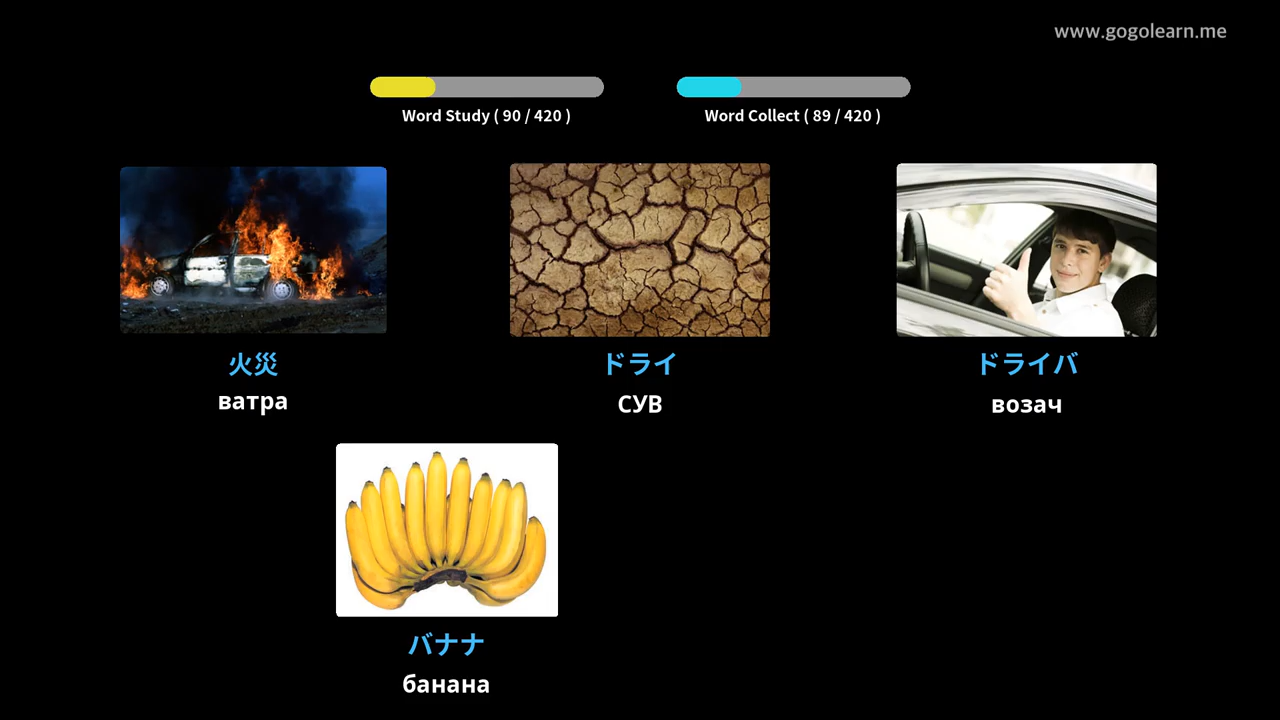 www.gogolearn.me
Word Study ( 90 / 420 )
Word Collect ( 89 / 420 )
火災
ватра
ドライ
СУВ
ドライバ
возач
バナナ
банана